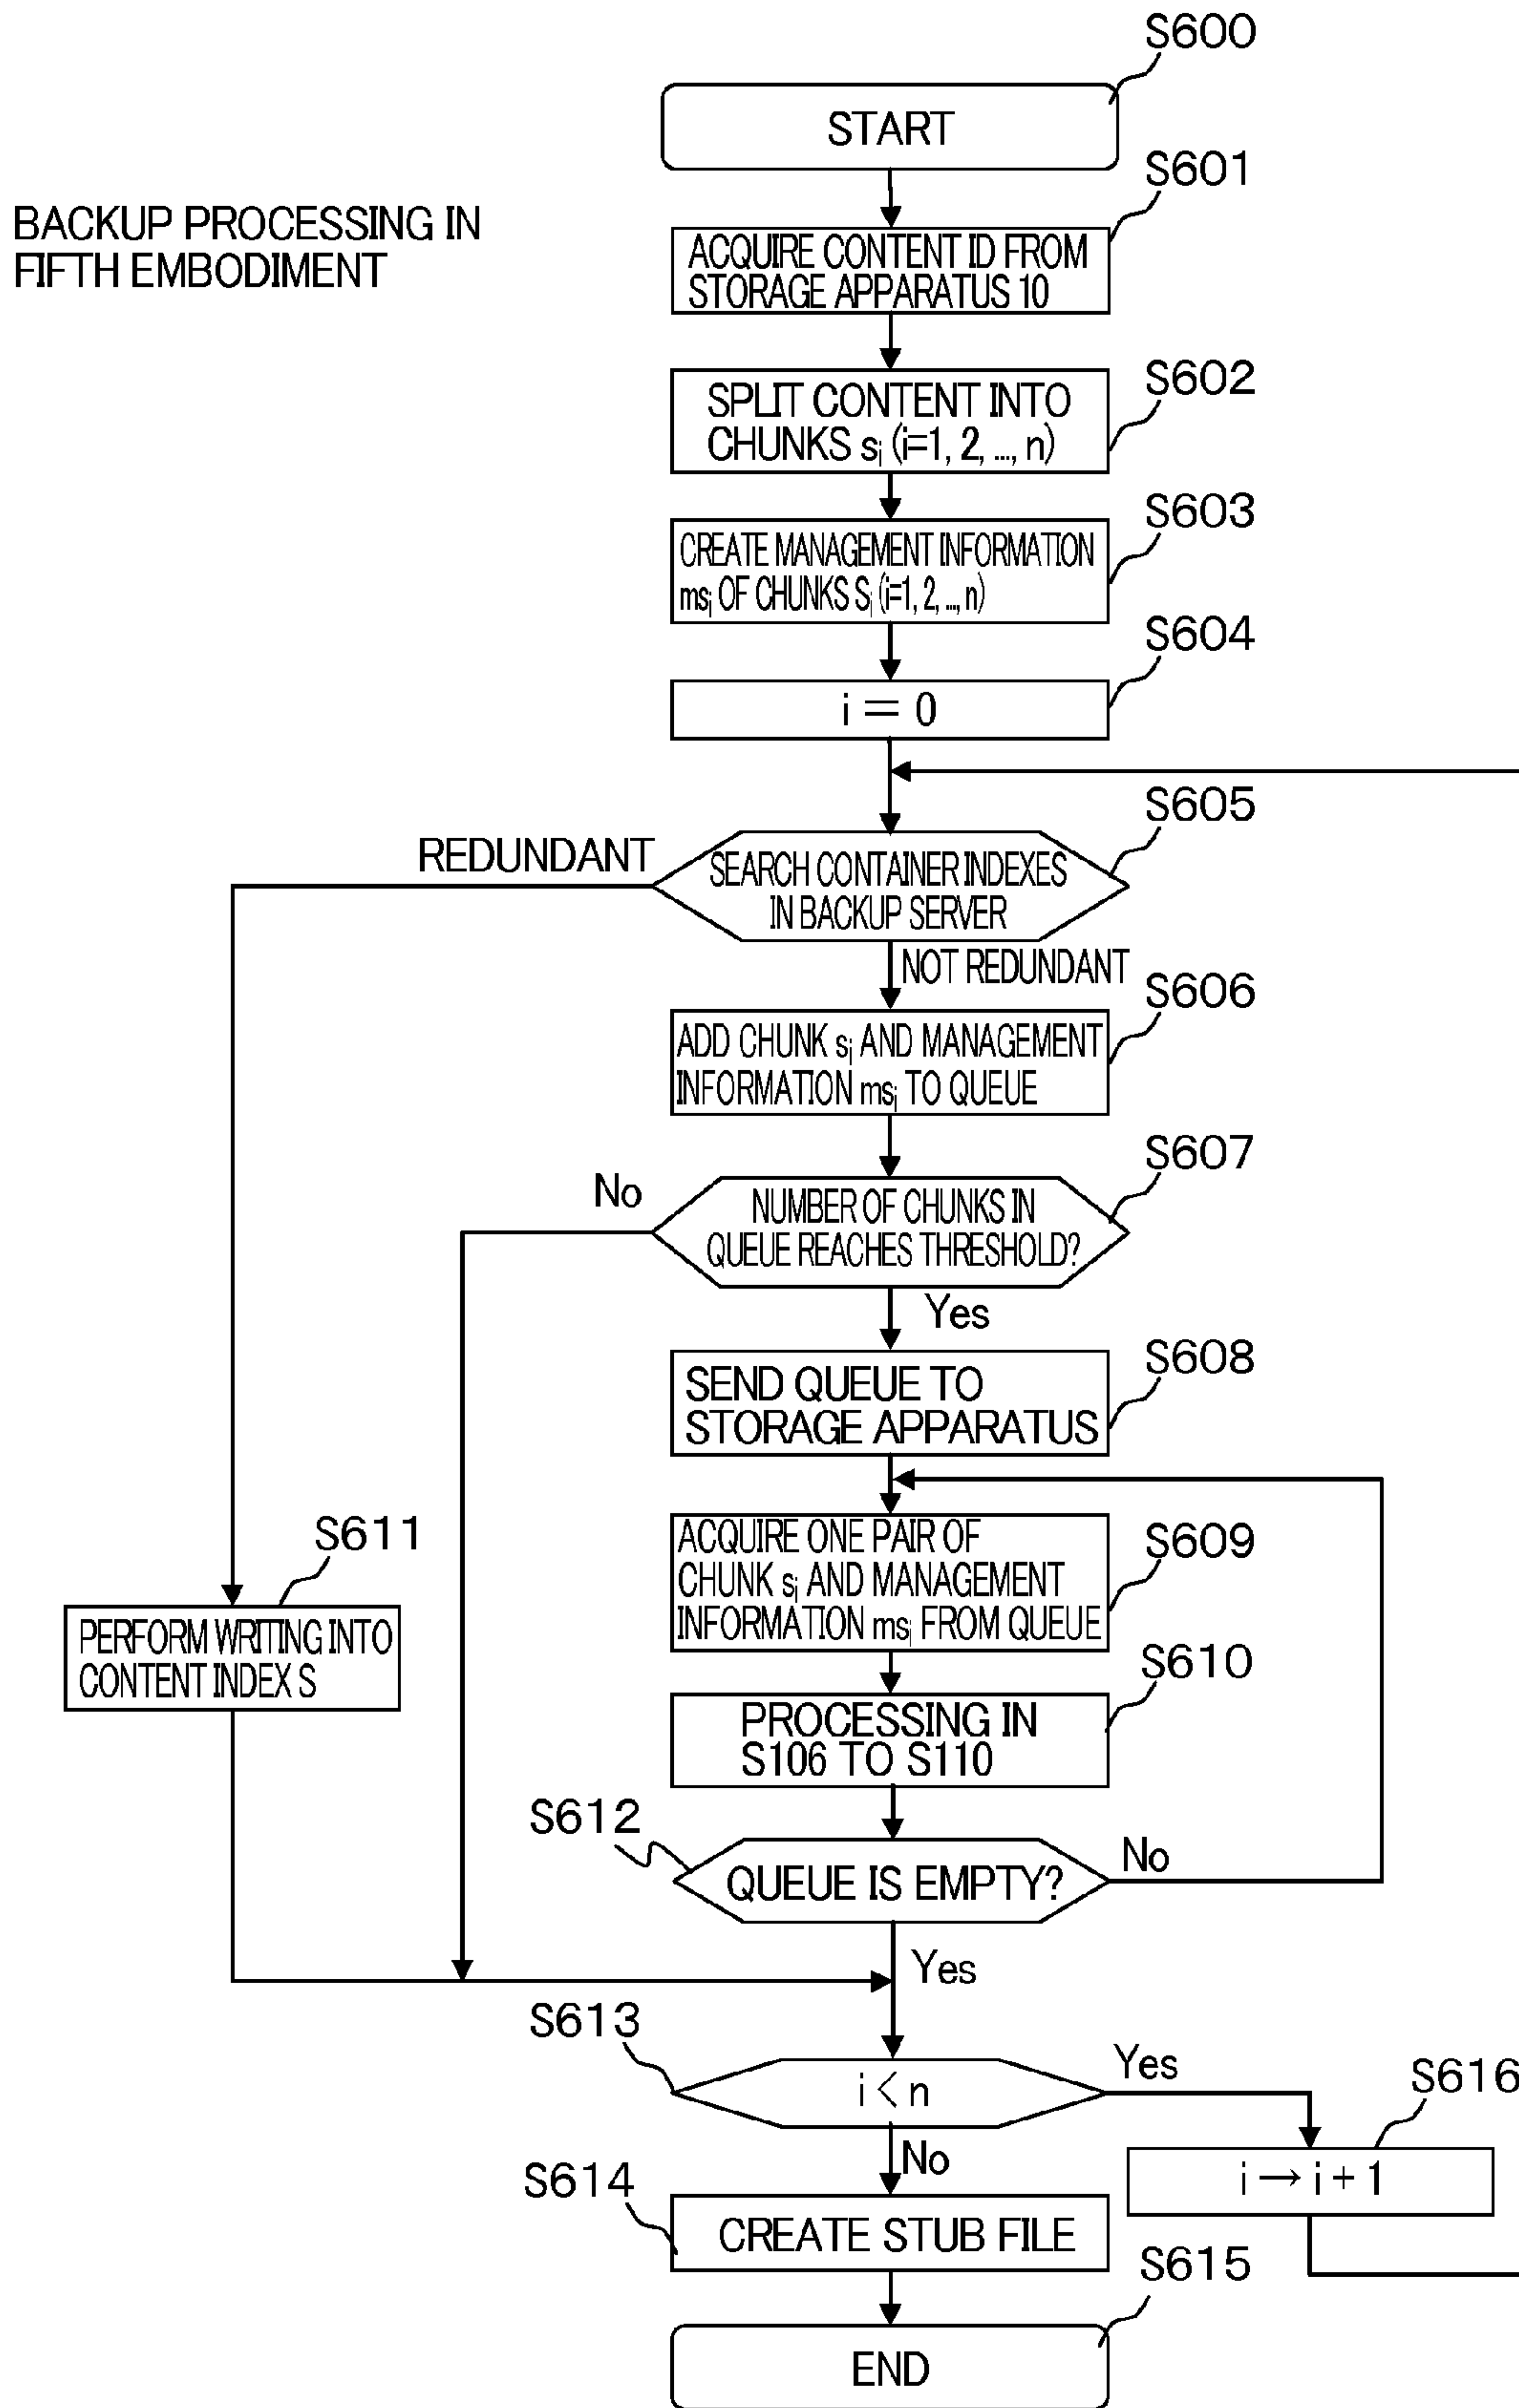 S600
START
S601
BACKUP PROCESSING IN
FIFTH EMBODIMENT
ACQUIRE CONTENT ID FROM
STORAGE APPARATUS 10
S602
SPLIT CONTENT INTO
CHUNKS si (i=1, 2, ..., n)
S603
CREATE MANAGEMENT INFORMATION
msi OF CHUNKS Si (i=1, 2, ..., n)
S604
i = 0
S605
REDUNDANT
SEARCH CONTAINER INDEXES
IN BACKUP SERVER
NOT REDUNDANT
S606
ADD CHUNK si AND MANAGEMENT
INFORMATION msi TO QUEUE
S607
No
NUMBER OF CHUNKS IN
QUEUE REACHES THRESHOLD?
Yes
S608
SEND QUEUE TO
STORAGE APPARATUS
S609
ACQUIRE ONE PAIR OF
CHUNK si AND MANAGEMENT
INFORMATION msi FROM QUEUE
S611
PERFORM WRITING INTO
CONTENT INDEX S
S610
PROCESSING IN
S106 TO S110
S612
QUEUE IS EMPTY?
No
Yes
S613
i < n
Yes
S616
No
i → i + 1
S614
CREATE STUB FILE
S615
END